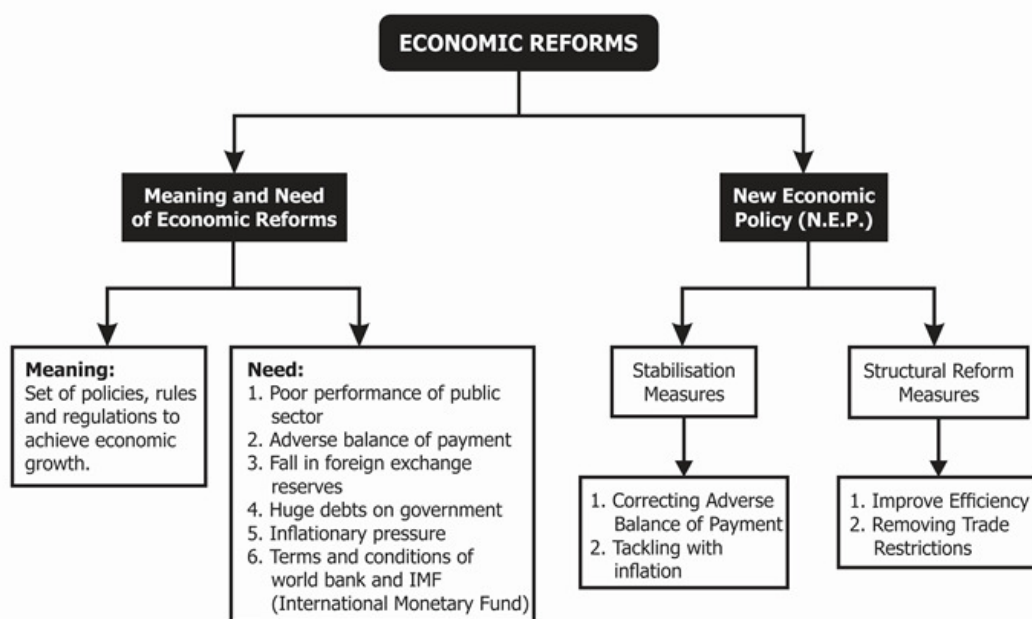 ECONOMIC REFORMS
Meaning and Need
of Economic Reforms
New Economic
Policy (N.E.P.)
Meaning:
Set of policies, rules
and regulations to
achieve economic
growth.
Need:
1. Poor performance of public
sector
2. Adverse balance of payment
3. Fall in foreign exchange
reserves
4. Huge debts on government
5. Inflationary pressure
6. Terms and conditions of
world bank and IMF
(International Monetary Fund)
Stabilisation
Measures
Structural Reform
Measures
1. Correcting Adverse
Balance of Payment
2. Tackling with
inflation
1. Improve Efficiency
2. Removing Trade
Restrictions